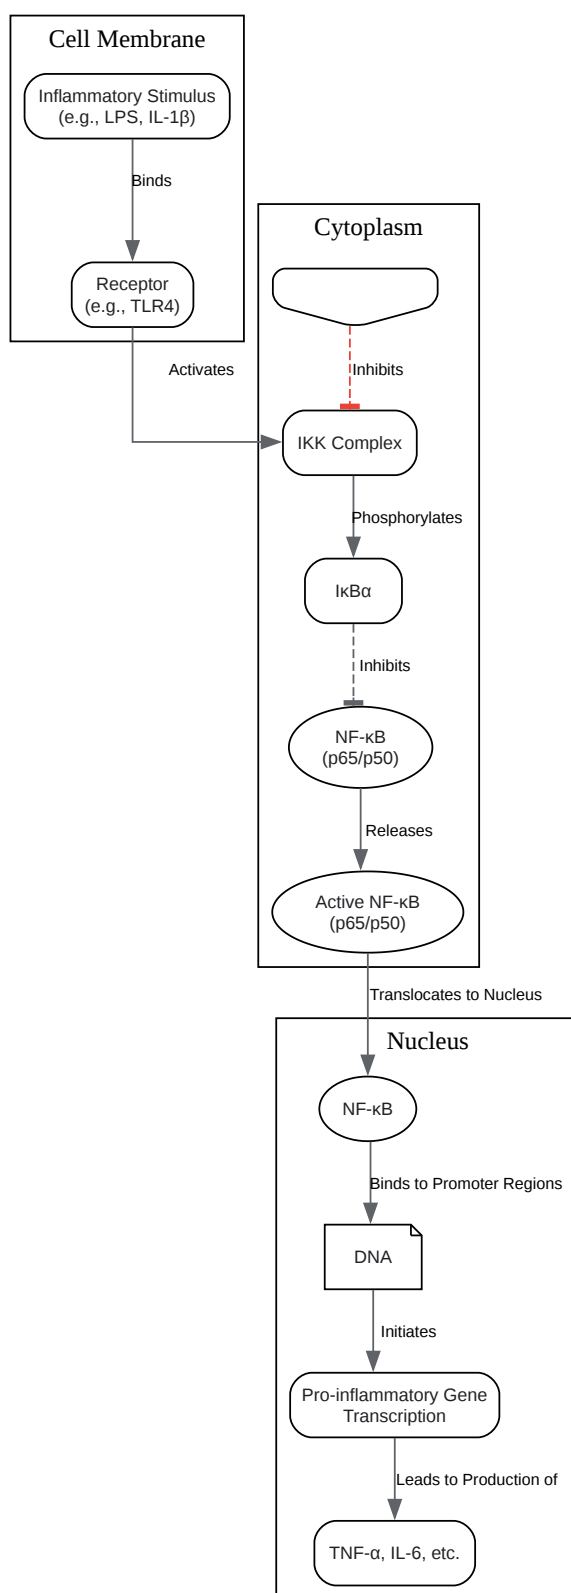 Cell Membrane
Inflammatory Stimulus
(e.g., LPS, IL-1β)
Binds
Receptor
(e.g., TLR4)
Activates
Cytoplasm
Inhibits
IKK Complex
Phosphorylates
IκBα
Inhibits
NF-κB
(p65/p50)
Releases
Active NF-κB
(p65/p50)
Translocates to Nucleus
Nucleus
NF-κB
Binds to Promoter Regions
DNA
Initiates
Pro-inflammatory Gene
Transcription
Leads to Production of
TNF-α, IL-6, etc.